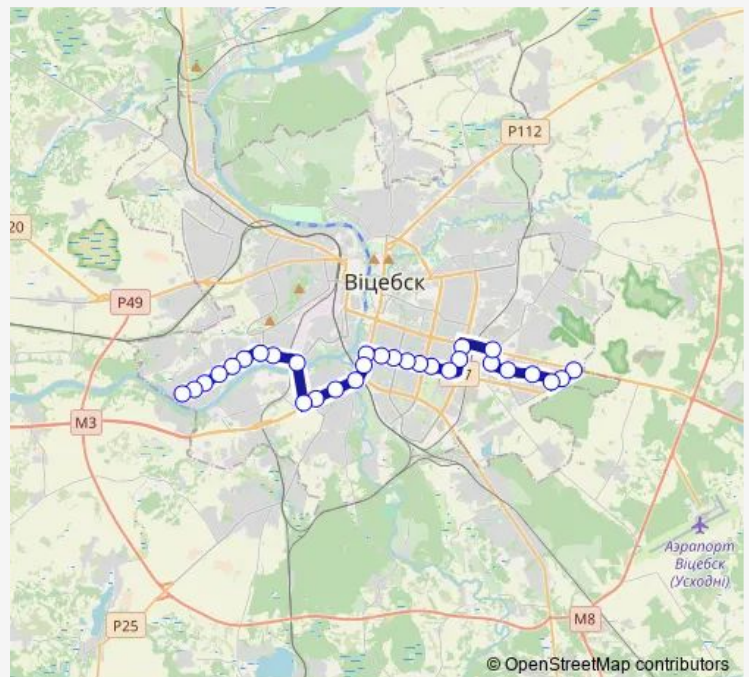 P112
20
Віцебск
P49
7
M3
Аэрапорт
Віцебск
(Усходні)
P25
M8
© OpenStreetMap contributors